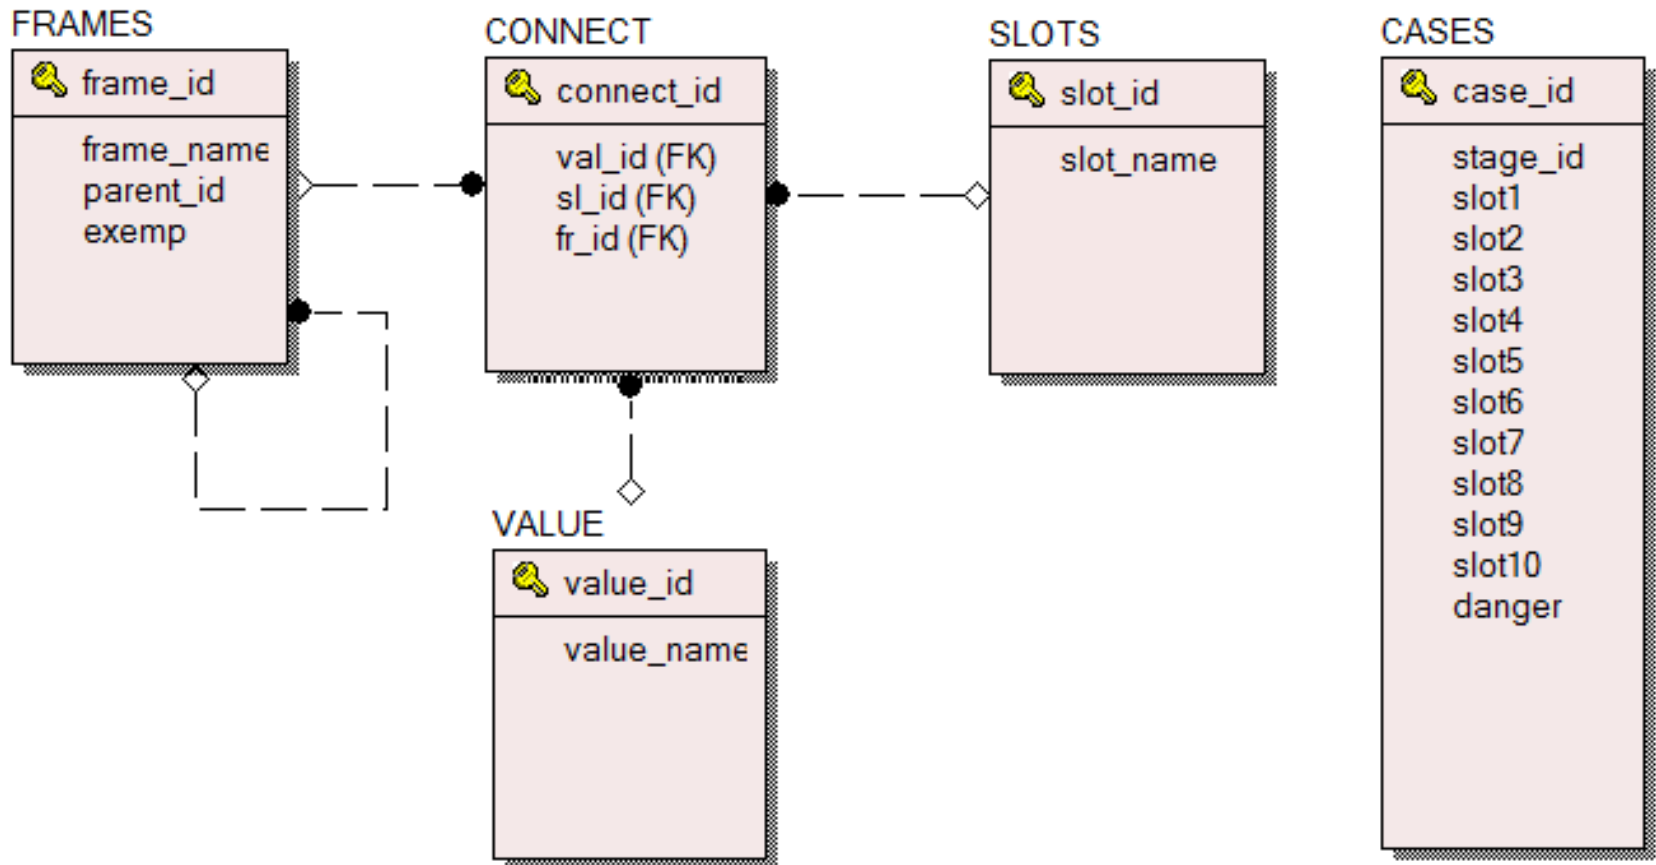 FRAMES
frame_id
frame_name
parent_id
exemp
CONNECT
connect_id
val_id (FK)
sl_id (FK)
fr_id (FK)
SLOTS
slot_id
slot_name
CASES
case_id
stage_id
slot1
slot2
slot3
slot4
slot5
slot6
slot7
slot8
slot9
slot10
danger
VALUE
value_id
value_name